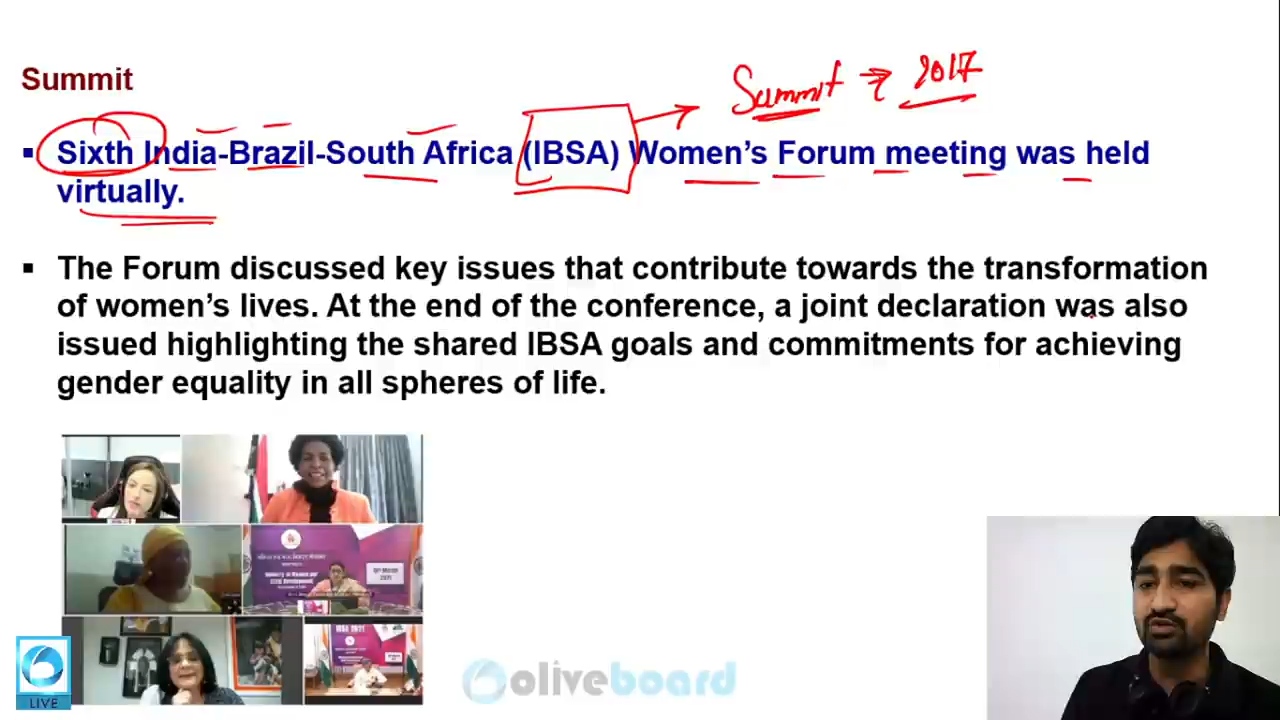 Summit
Summit → 2017
▪ Sixth India-Brazil-South Africa (IBSA) Women's Forum meeting was held
virtually.
▪ The Forum discussed key issues that contribute towards the transformation
of women's lives. At the end of the conference, a joint declaration was also
issued highlighting the shared IBSA goals and commitments for achieving
gender equality in all spheres of life.
oliveboard
LIVE